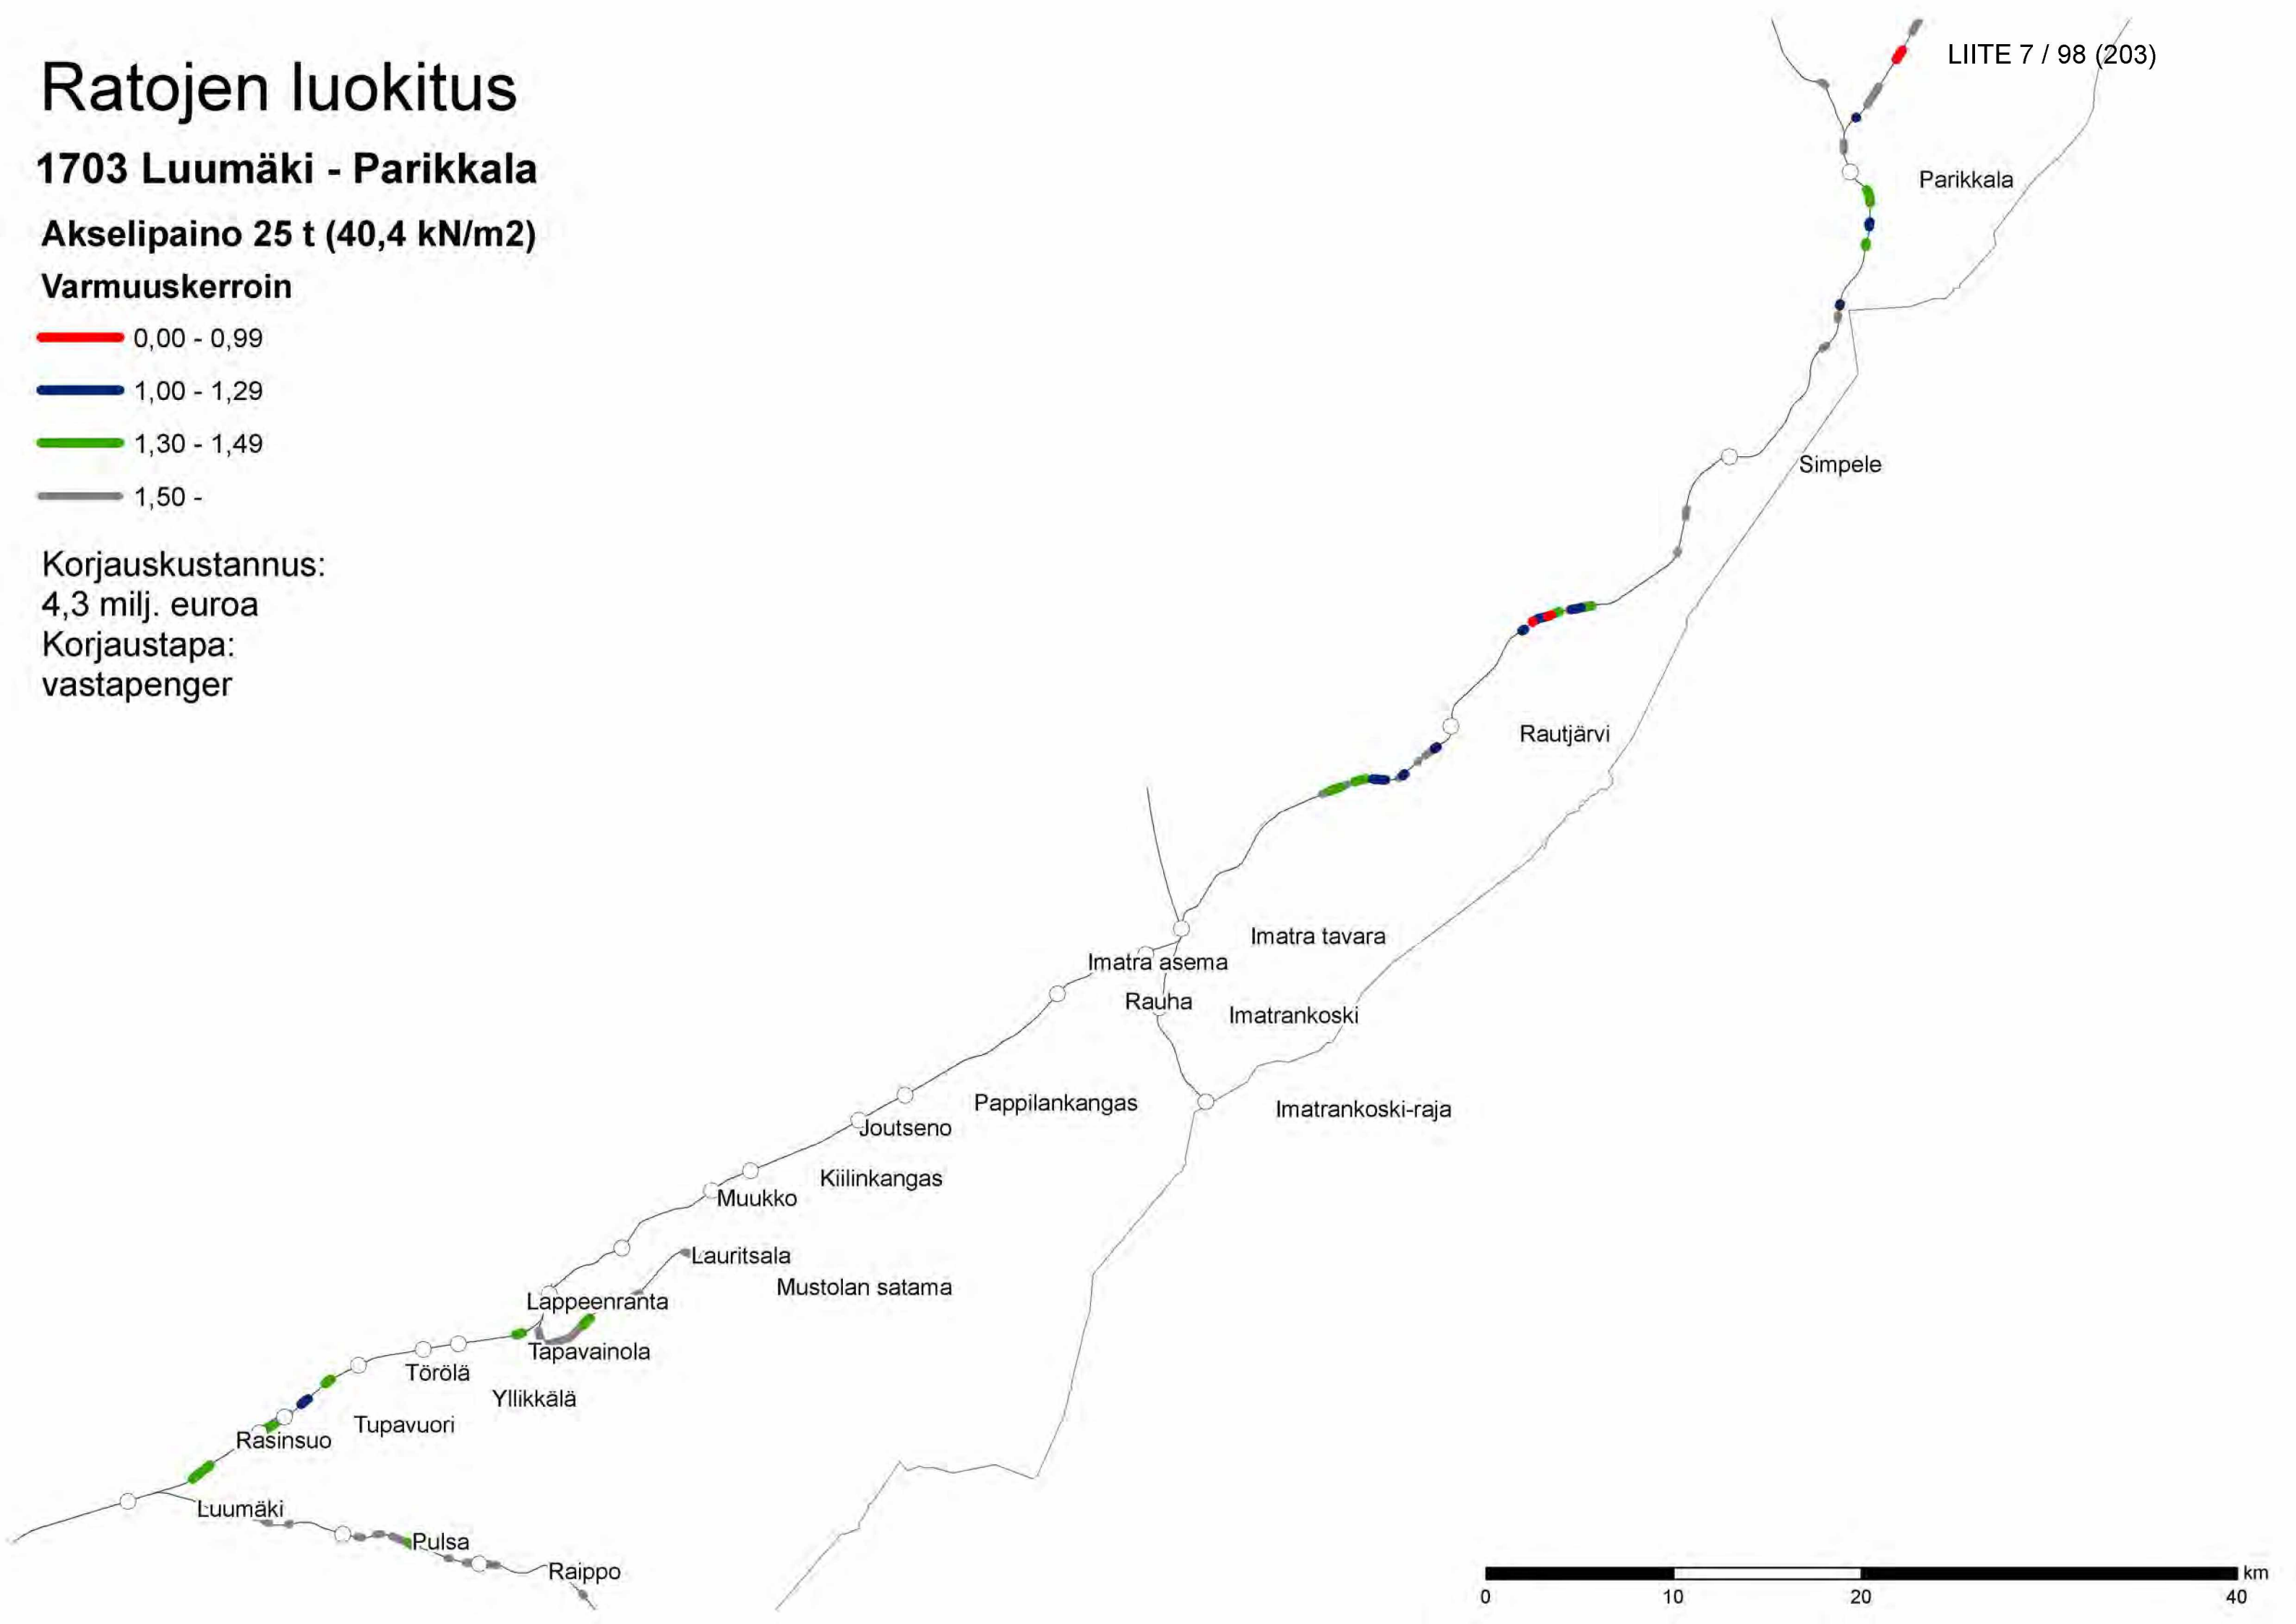 LIITE 7 / 98 (203)
Ratojen luokitus
1703 Luumäki - Parikkala
Akselipaino 25 t (40,4 kN/m2)
Varmuuskerroin
0,00 - 0,99
1,00 - 1,29
1,30 - 1,49
1,50 -
Korjauskustannus:
4,3 milj. euroa
Korjaustapa:
vastapenger
Parikkala
Simpele
Rautjärvi
Imatra tavara
Imatra asema
Rauha
Imatrankoski
Pappilankangas
Imatrankoski-raja
Joutseno
Kiilinkangas
Muukko
Lauritsala
Mustolan satama
Lappeenranta
Tapavainola
Törölä
Yllikkälä
Tupavuori
Rasinsuo
Luumäki
Pulsa
Raippo
km
0 10 20 40